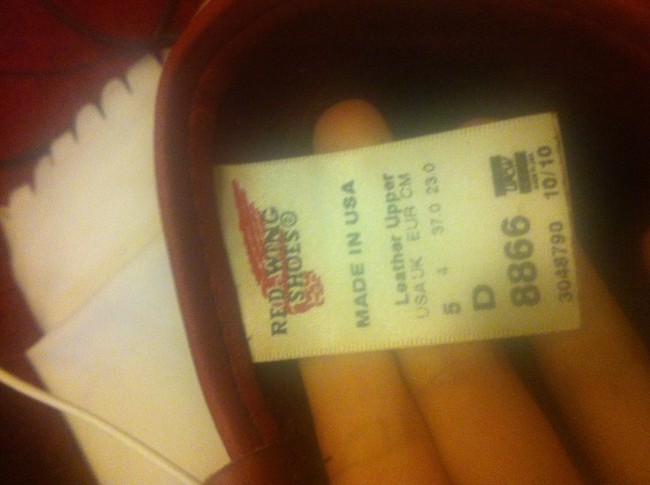 RED WING
SHOES®
MADE IN USA
Leather Upper
USA UK EUR CM
5 4 37.0 23.0
D
8866
3048790 10/10